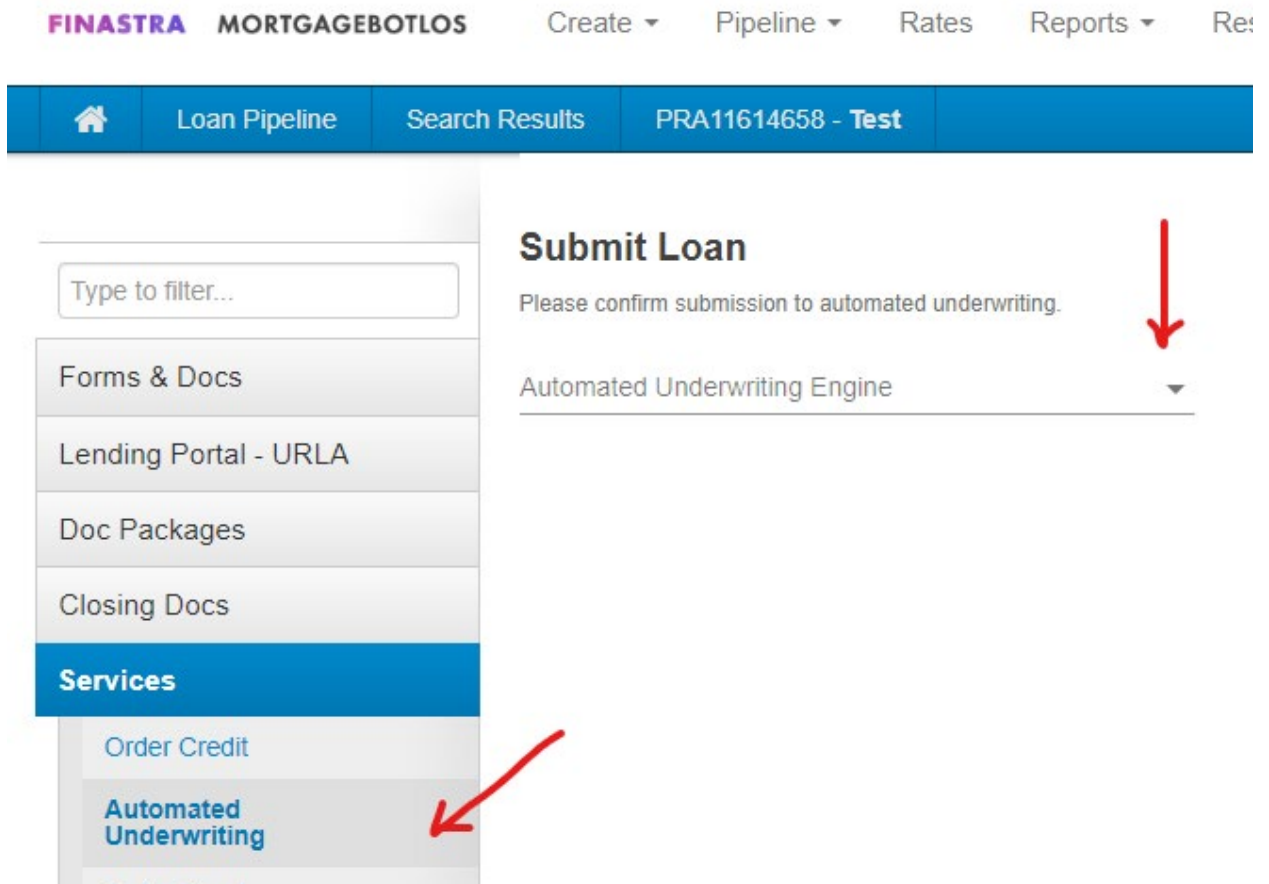 FINASTRA MORTGAGEBOTLOS Create Pipeline Rates Reports
Loan Pipeline Search Results PRA11614658 - Test
Type to filter...
Forms & Docs
Lending Portal - URLA
Doc Packages
Closing Docs
Services
Order Credit
Automated
Underwriting
Submit Loan
Please confirm submission to automated underwriting.
Automated Underwriting Engine